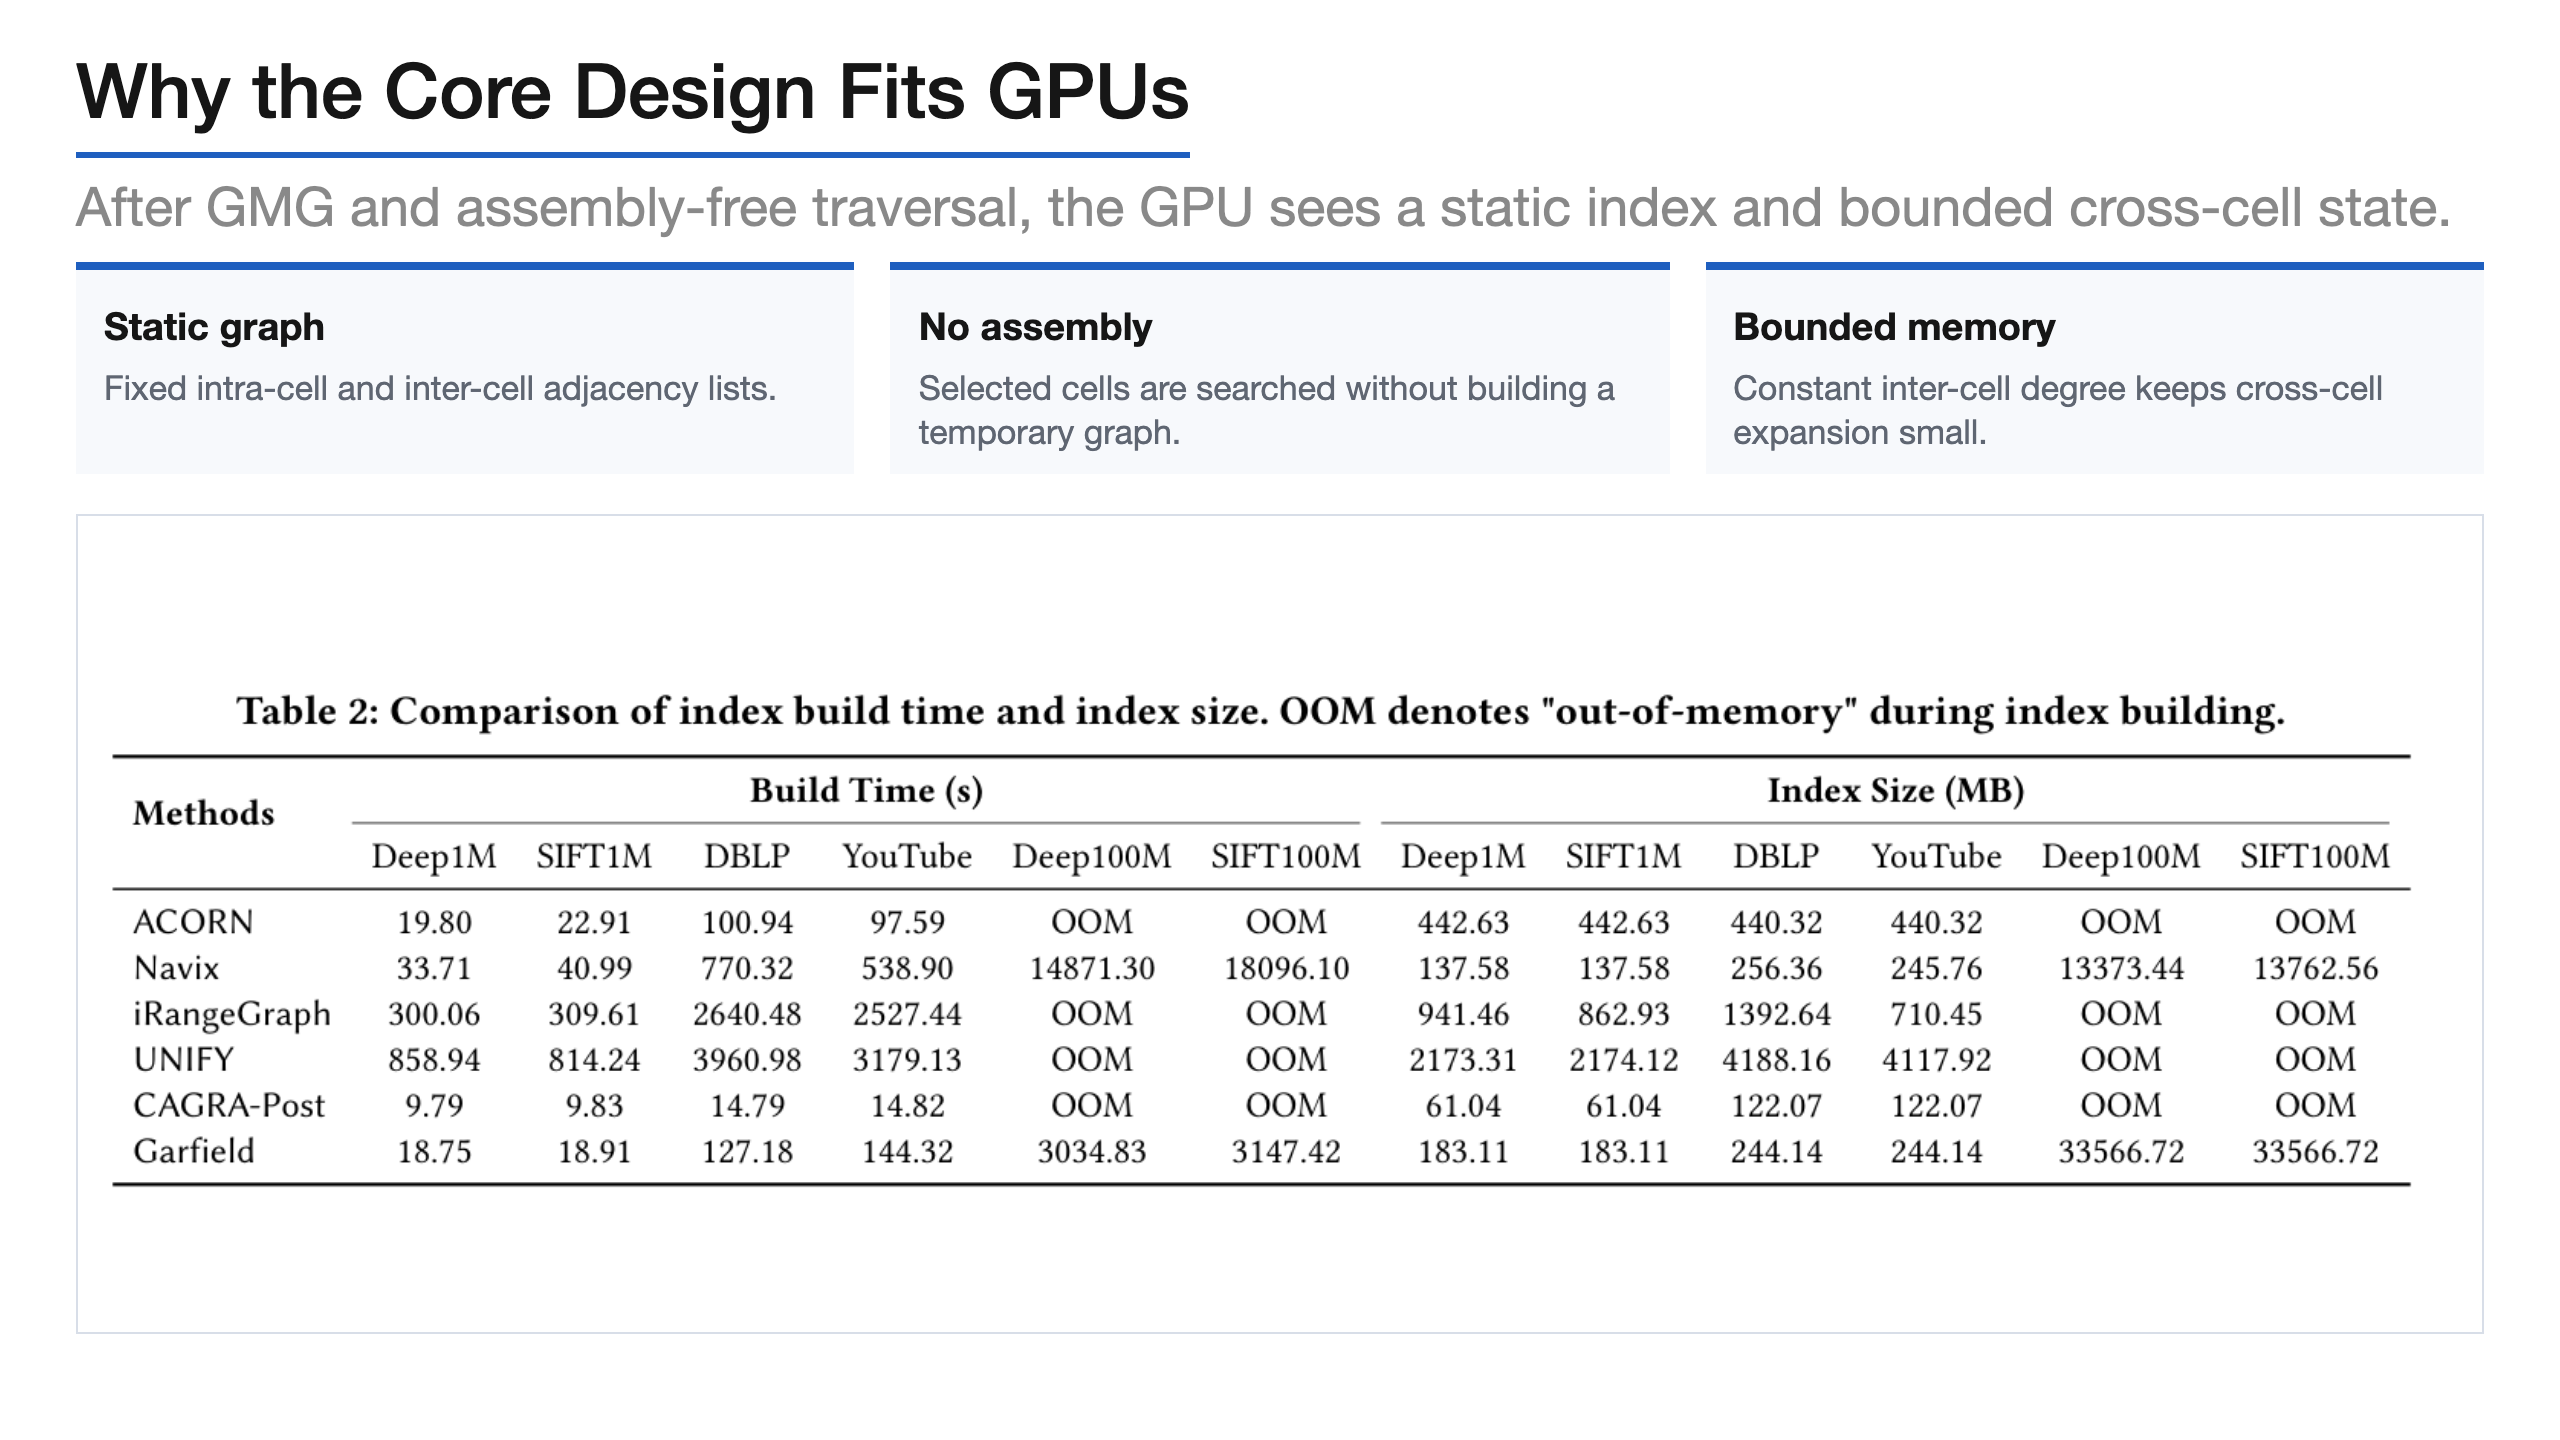 Why the Core Design Fits GPUs
After GMG and assembly-free traversal, the GPU sees a static index and bounded cross-cell state.
Static graph
Fixed intra-cell and inter-cell adjacency lists.
No assembly
Selected cells are searched without building a
temporary graph.
Bounded memory
Constant inter-cell degree keeps cross-cell
expansion small.
Table 2: Comparison of index build time and index size. OOM denotes "out-of-memory" during index building.
Methods Build Time (s) Index Size (MB)
Deep1M SIFT1M DBLP YouTube Deep100M SIFT100M Deep1M SIFT1M DBLP YouTube Deep100M SIFT100M
ACORN 19.80 22.91 100.94 97.59 OOM OOM 442.63 442.63 440.32 440.32 OOM OOM
Navix 33.71 40.99 770.32 538.90 14871.30 18096.10 137.58 137.58 256.36 245.76 13373.44 13762.56
iRangeGraph 300.06 309.61 2640.48 2527.44 OOM OOM 941.46 862.93 1392.64 710.45 OOM OOM
UNIFY 858.94 814.24 3960.98 3179.13 OOM OOM 2173.31 2174.12 4188.16 4117.92 OOM OOM
CAGRA-Post 9.79 9.83 14.79 14.82 OOM OOM 61.04 61.04 122.07 122.07 OOM OOM
Garfield 18.75 18.91 127.18 144.32 3034.83 3147.42 183.11 183.11 244.14 244.14 33566.72 33566.72